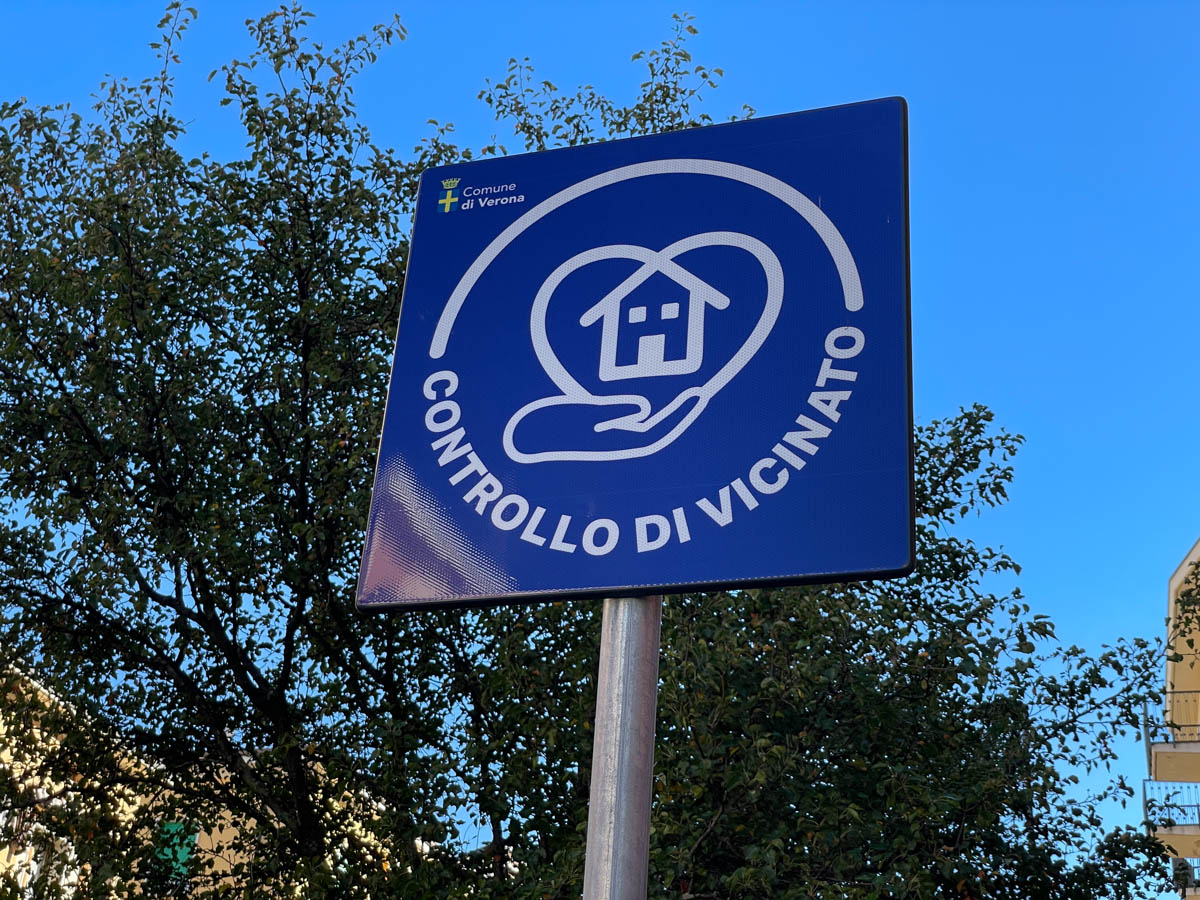 Comune
di Verona
CONTROLLO DI VICINATO